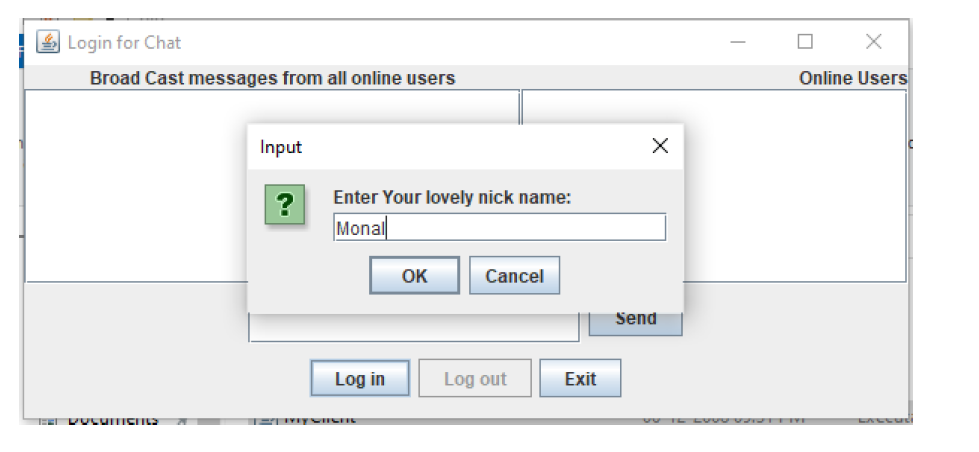 Login for Chat
Broad Cast messages from all online users
Online Users
Input
Enter Your lovely nick name:
Monal
OK
Cancel
Send
Log in
Log out
Exit
Documents
MyClient